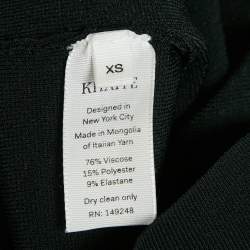 XS
KHAITE
Designed in
New York City
Made in Mongolia
of Italian Yarn
76% Viscose
15% Polyester
9% Elastane
Dry clean only
RN: 149248